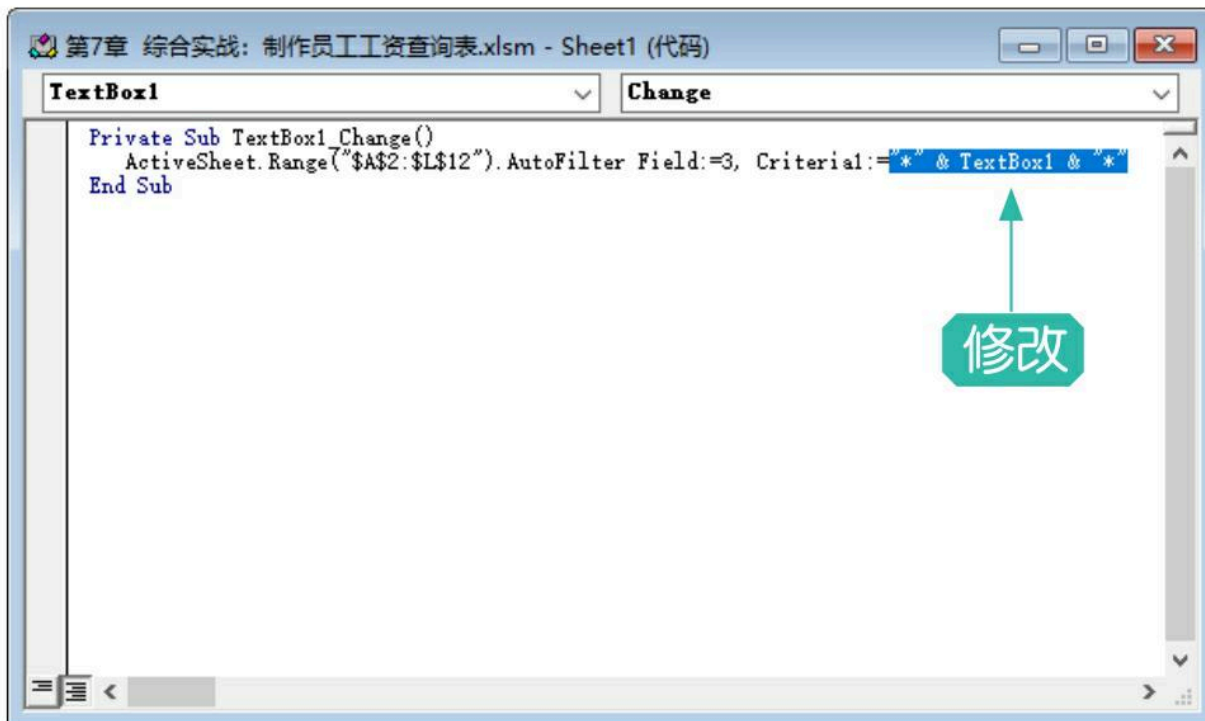 第7章 综合实战：制作员工工资查询表.xlsm - Sheet1 (代码)
TextBox1 Change
Private Sub TextBox1_Change()
ActiveSheet.Range("$A$2:$L$12").AutoFilter Field:=3, Criteria1:="*" & TextBox1 & "*"
End Sub
修改